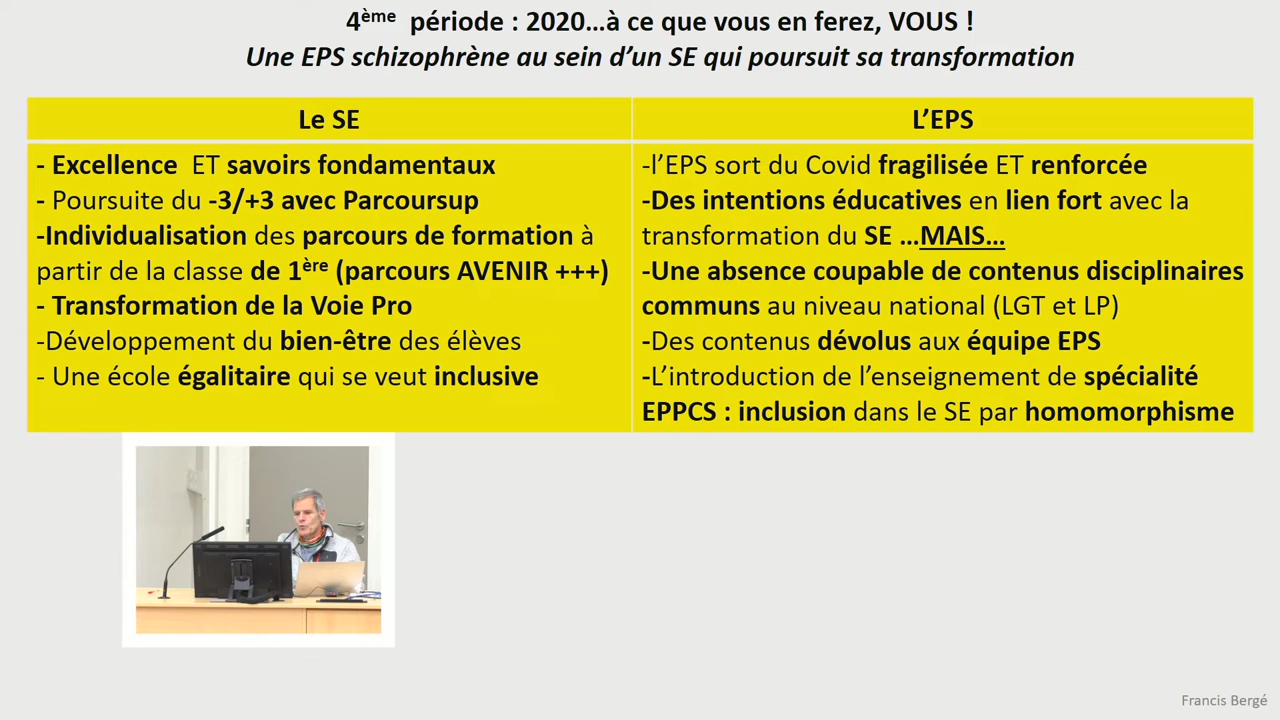 4ème période : 2020…à ce que vous en ferez, VOUS !
Une EPS schizophrène au sein d’un SE qui poursuit sa transformation
Le SE
- Excellence ET savoirs fondamentaux
- Poursuite du -3/+3 avec Parcoursup
-Individualisation des parcours de formation à
partir de la classe de 1ère (parcours AVENIR +++)
- Transformation de la Voie Pro
-Développement du bien-être des élèves
- Une école égalitaire qui se veut inclusive
L’EPS
-l’EPS sort du Covid fragilisée ET renforcée
-Des intentions éducatives en lien fort avec la
transformation du SE …MAIS…
-Une absence coupable de contenus disciplinaires
communs au niveau national (LGT et LP)
-Des contenus dévolus aux équipe EPS
-L’introduction de l’enseignement de spécialité
EPPCS : inclusion dans le SE par homomorphisme
Francis Bergé